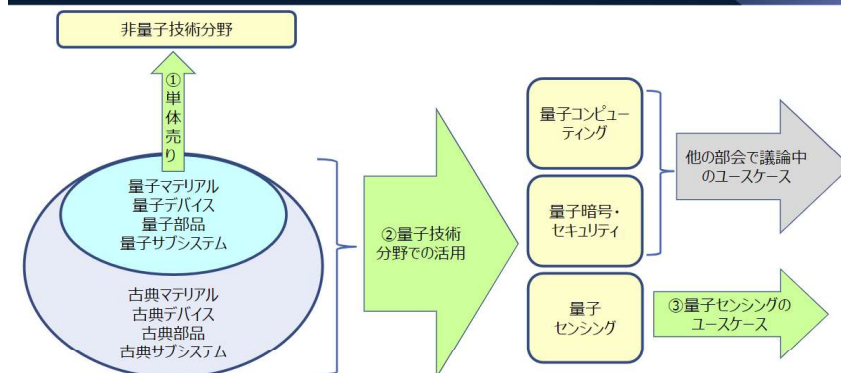 非量子技術分野
①単体売り
量子マテリアル
量子デバイス
量子部品
量子サブシステム
古典マテリアル
古典デバイス
古典部品
古典サブシステム
②量子技術
分野での活用
量子コンピュー
ティング
量子暗号・
セキュリティ
量子
センシング
他の部会で議論中
のユースケース
③量子センシングの
ユースケース